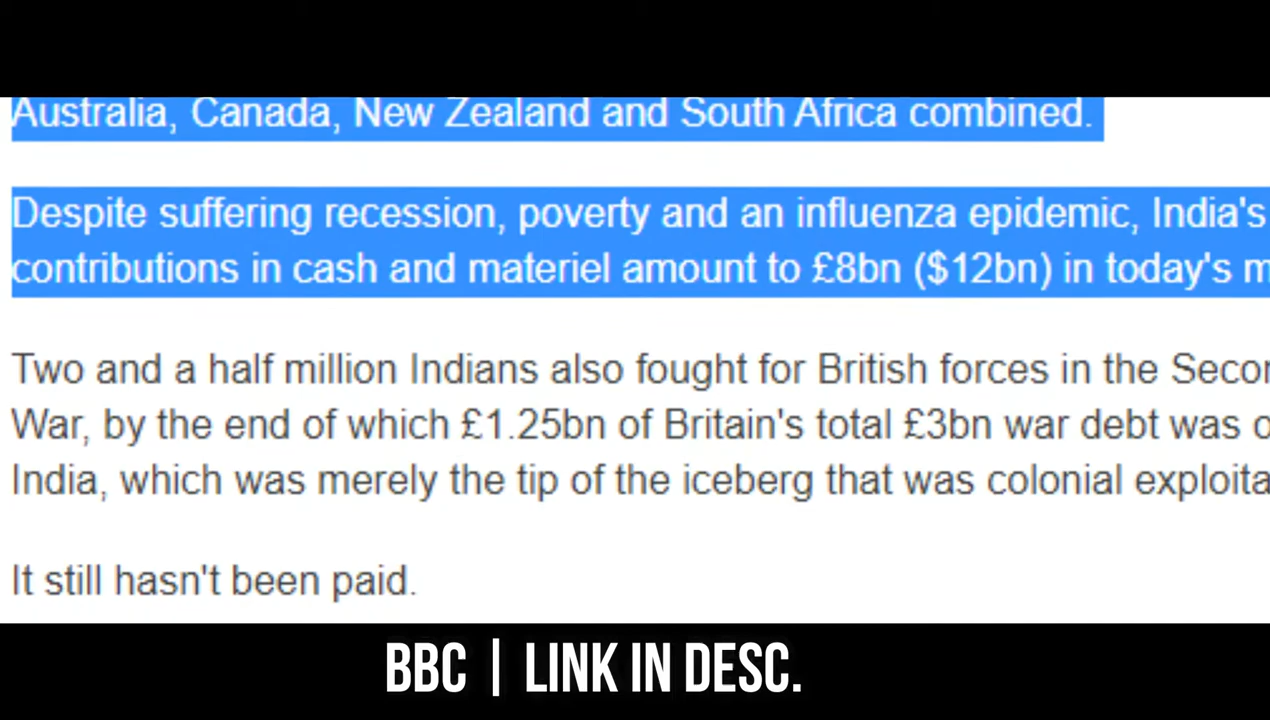 Australia, Canada, New Zealand and South Africa combined.
Despite suffering recession, poverty and an influenza epidemic, India's
contributions in cash and materiel amount to £8bn ($12bn) in today's
Two and a half million Indians also fought for British forces in the
War, by the end of which £1.25bn of Britain's total £3bn war debt was
India, which was merely the tip of the iceberg that was colonial
It still hasn't been paid.
BBC | LINK IN DESC.